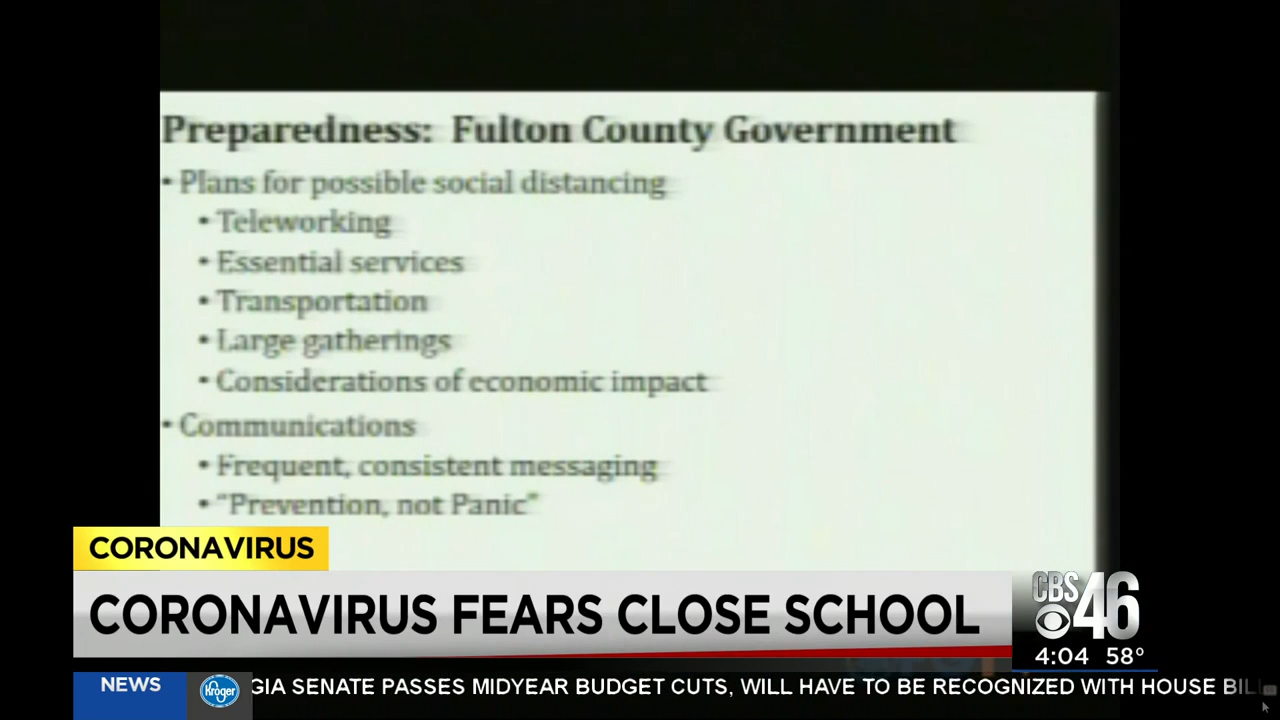 Preparedness: Fulton County Government
• Plans for possible social distancing
• Teleworking
• Essential services
• Transportation
• Large gatherings
• Considerations of economic impact
• Communications
• Frequent, consistent messaging
• "Prevention, not Panic"
CORONAVIRUS
CORONAVIRUS FEARS CLOSE SCHOOL
CBS 46
4:04 58°
NEWS Kroger GIA SENATE PASSES MIDYEAR BUDGET CUTS, WILL HAVE TO BE RECOGNIZED WITH HOUSE BIL